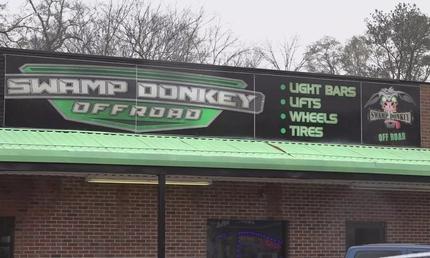 SWAMP DONKEY
OFFROAD
• LIGHT BARS
• LIFTS
• WHEELS
• TIRES
SWAMP DONKEY
OFF ROAD